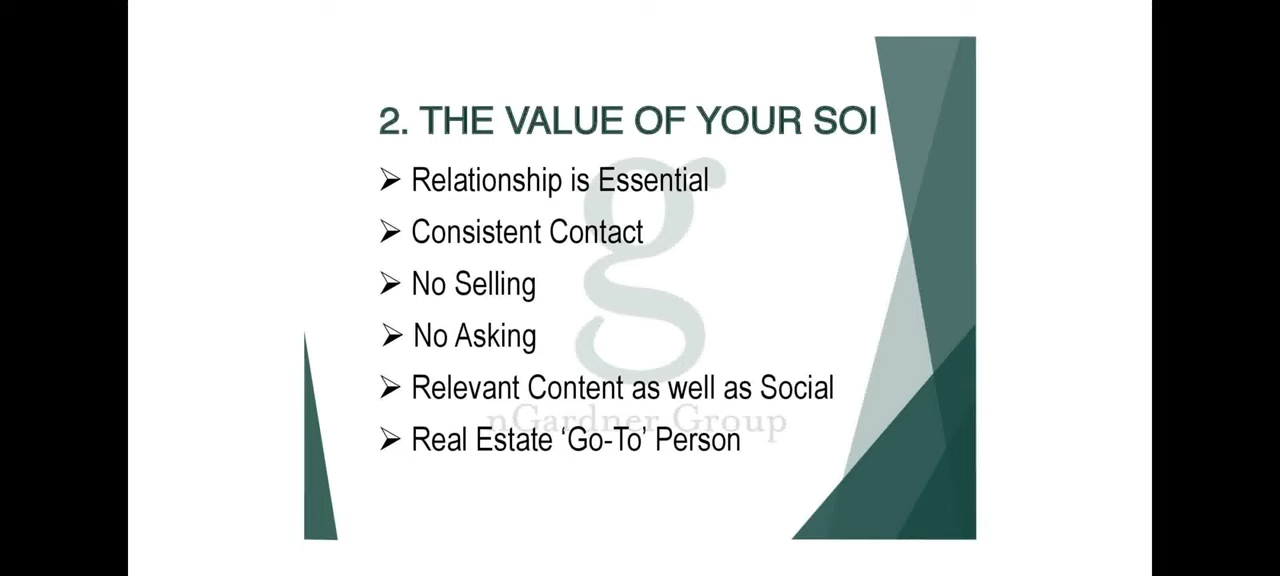 2. THE VALUE OF YOUR SOI
➢ Relationship is Essential
➢ Consistent Contact
➢ No Selling
➢ No Asking
➢ Relevant Content as well as Social
nGardner Group
➢ Real Estate ‘Go-To’ Person